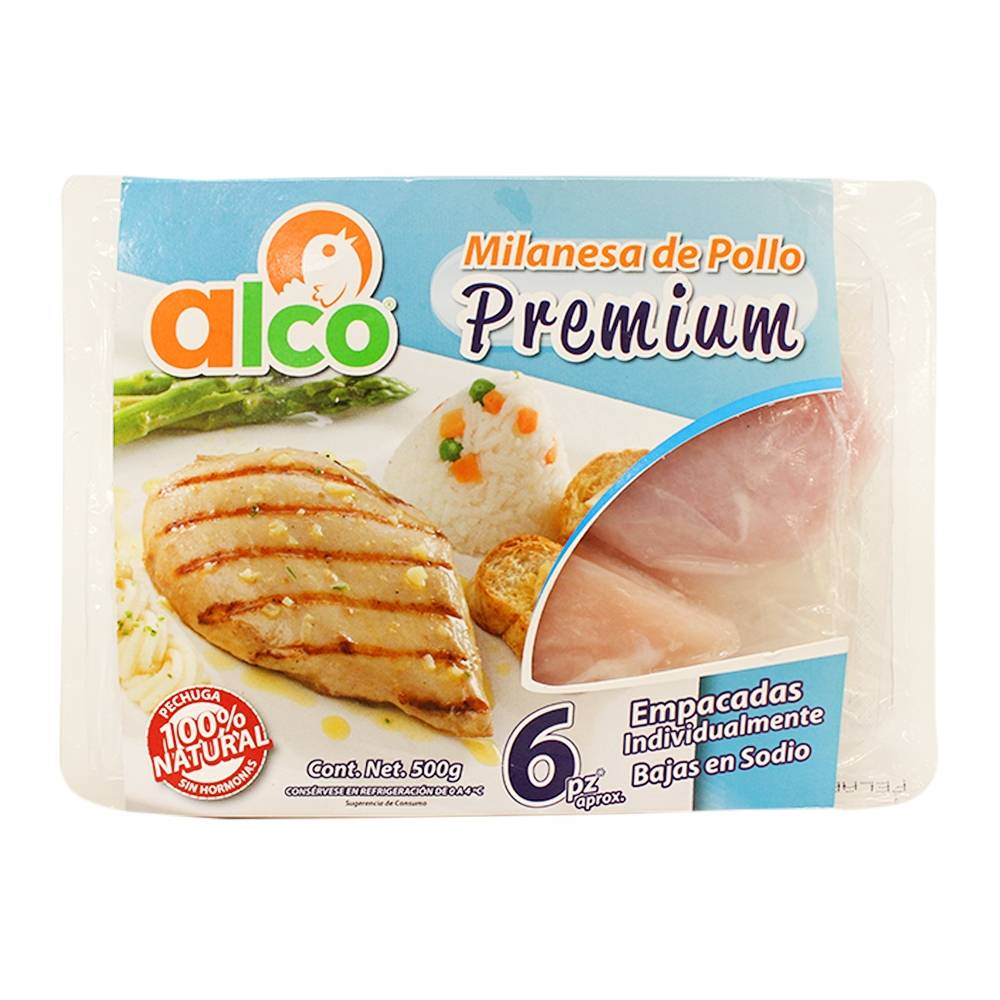 alco®
Milanesa de Pollo
Premium
PECHUGA
100%
NATURAL
SIN HORMONAS
Cont. Net. 500g
CONSÉRVESE EN REFRIGERACIÓN DE 0 A 4 °C
Sugerencia de Consumo
6
pz*
aprox.
Empacadas
Individualmente
Bajas en Sodio